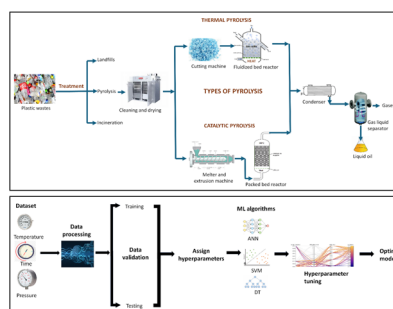 THERMAL PYROLYSIS
Landfills
Cutting machine
Fluidized bed reactor
Treatment
Pyrolysis
TYPES OF PYROLYSIS
Condenser
Gases
Plastic wastes
Cleaning and drying
Gas liquid
separator
Incineration
CATALYTIC PYROLYSIS
Liquid oil
Melter and
extrusion machine
Packed bed reactor
Dataset
Training
ML algorithms
Temperature
Data
processing
ANN
Time
Data
validation
Assign
hyperparameters
SVM
Hyperparameter
tuning
Pressure
Testing
DT